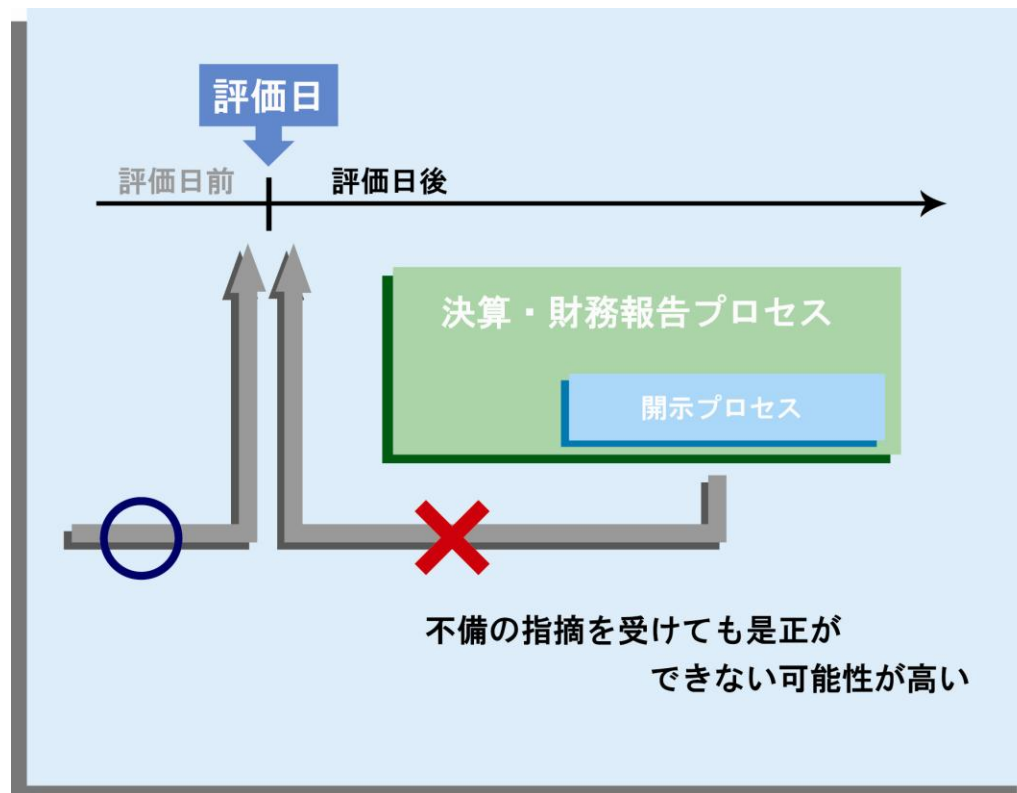 評価日
評価日前
評価日後
決算・財務報告プロセス
開示プロセス
不備の指摘を受けても是正が
できない可能性が高い